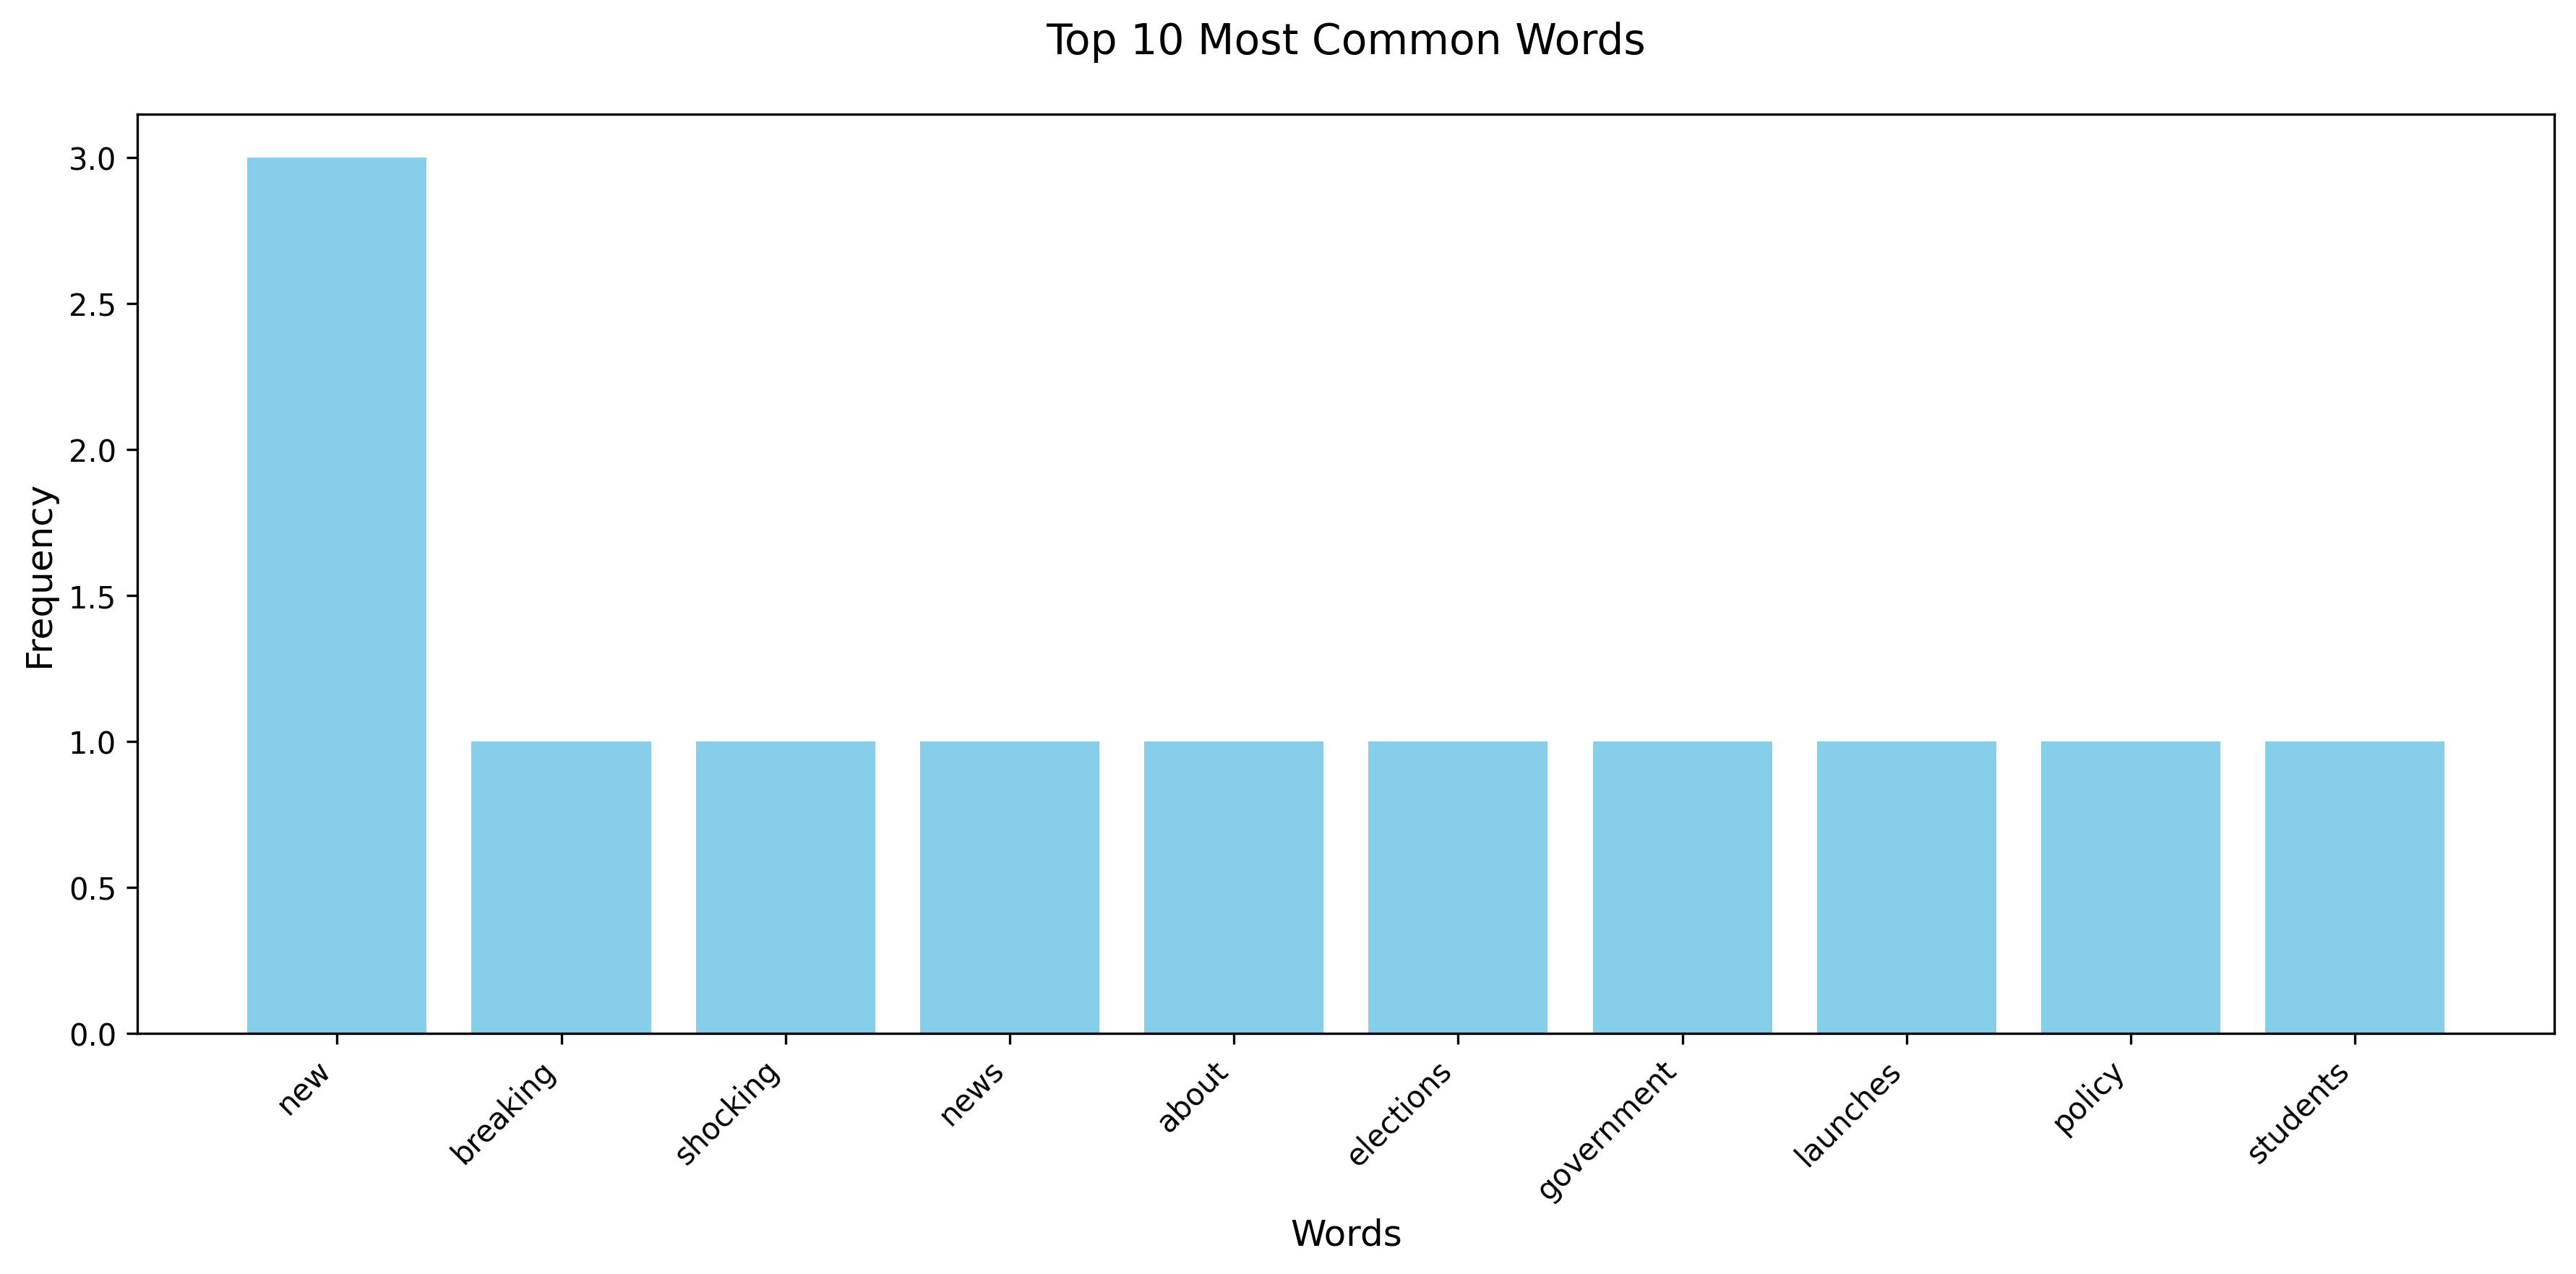 Top 10 Most Common Words
Frequency
3.0
2.5
2.0
1.5
1.0
0.5
0.0
new
breaking
shocking
news
about
elections
government
launches
policy
students
Words